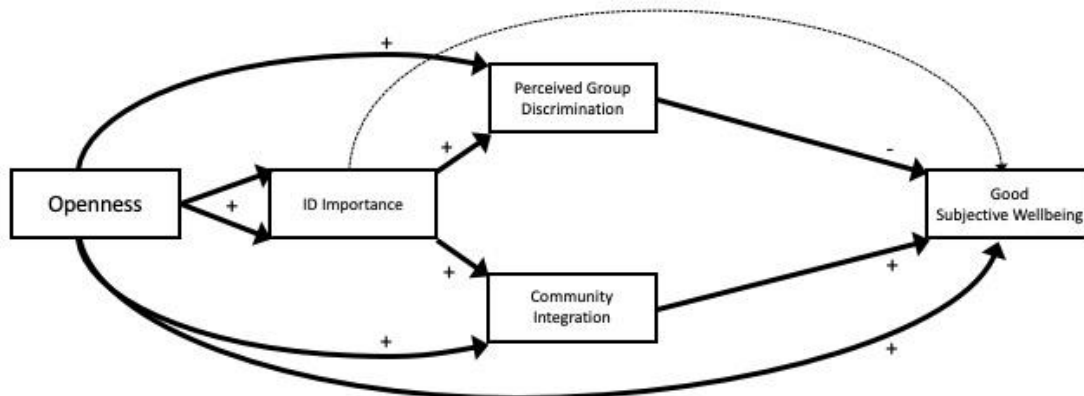 +
Perceived Group
Discrimination
+
-
Openness
+
ID Importance
Good
Subjective Wellbeing
+
+
Community
Integration
+
+